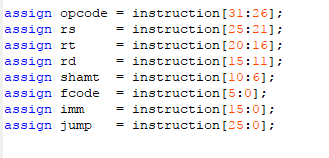 assign opcode = instruction[31:26];
assign rs     = instruction[25:21];
assign rt     = instruction[20:16];
assign rd     = instruction[15:11];
assign shamt  = instruction[10:6];
assign fcode  = instruction[5:0];
assign imm    = instruction[15:0];
assign jump   = instruction[25:0];